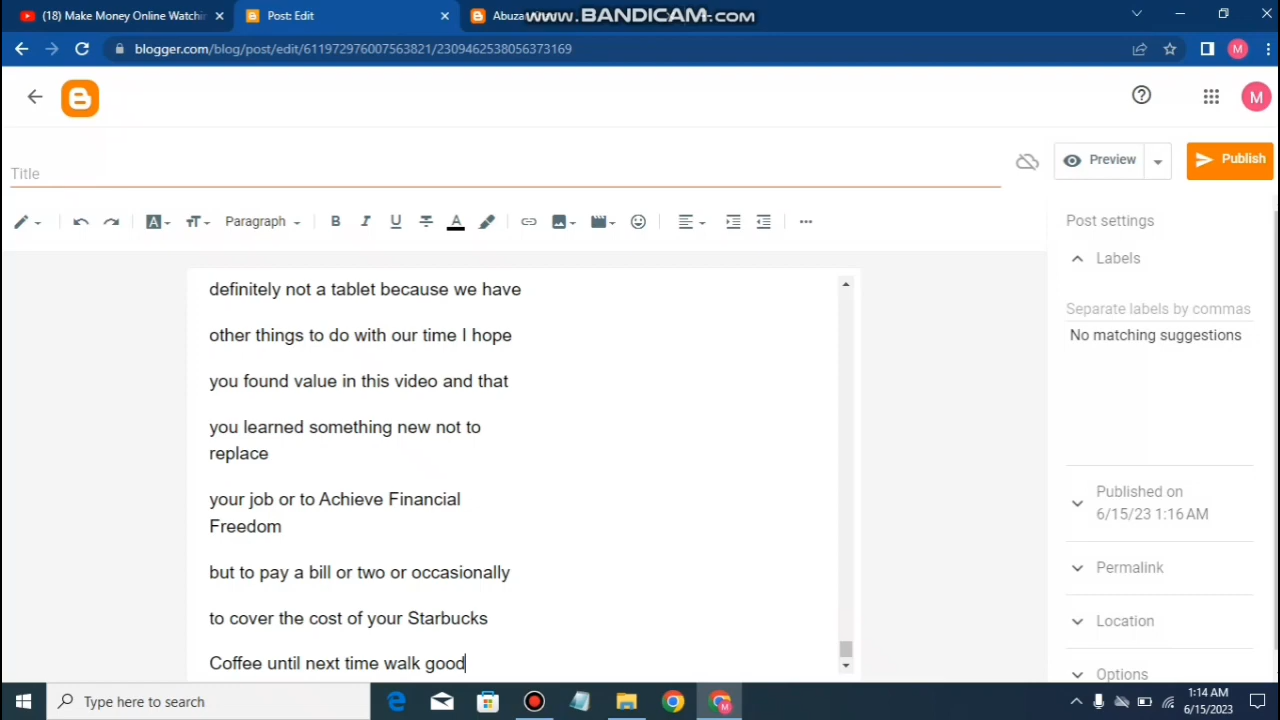 (18) Make Money Online Watchin
Post: Edit
Abuza
www.BANDICAM.com
blogger.com/blog/post/edit/611972976007563821/2309462538056373169
M
M
Title
Preview
Publish
Paragraph
Post settings
Labels
Separate labels by commas
No matching suggestions
definitely not a tablet because we have
other things to do with our time I hope
you found value in this video and that
you learned something new not to
replace
your job or to Achieve Financial
Freedom
but to pay a bill or two or occasionally
to cover the cost of your Starbucks
Coffee until next time walk good
Published on
6/15/23 1:16 AM
Permalink
Location
Options
Type here to search
1:14 AM
6/15/2023